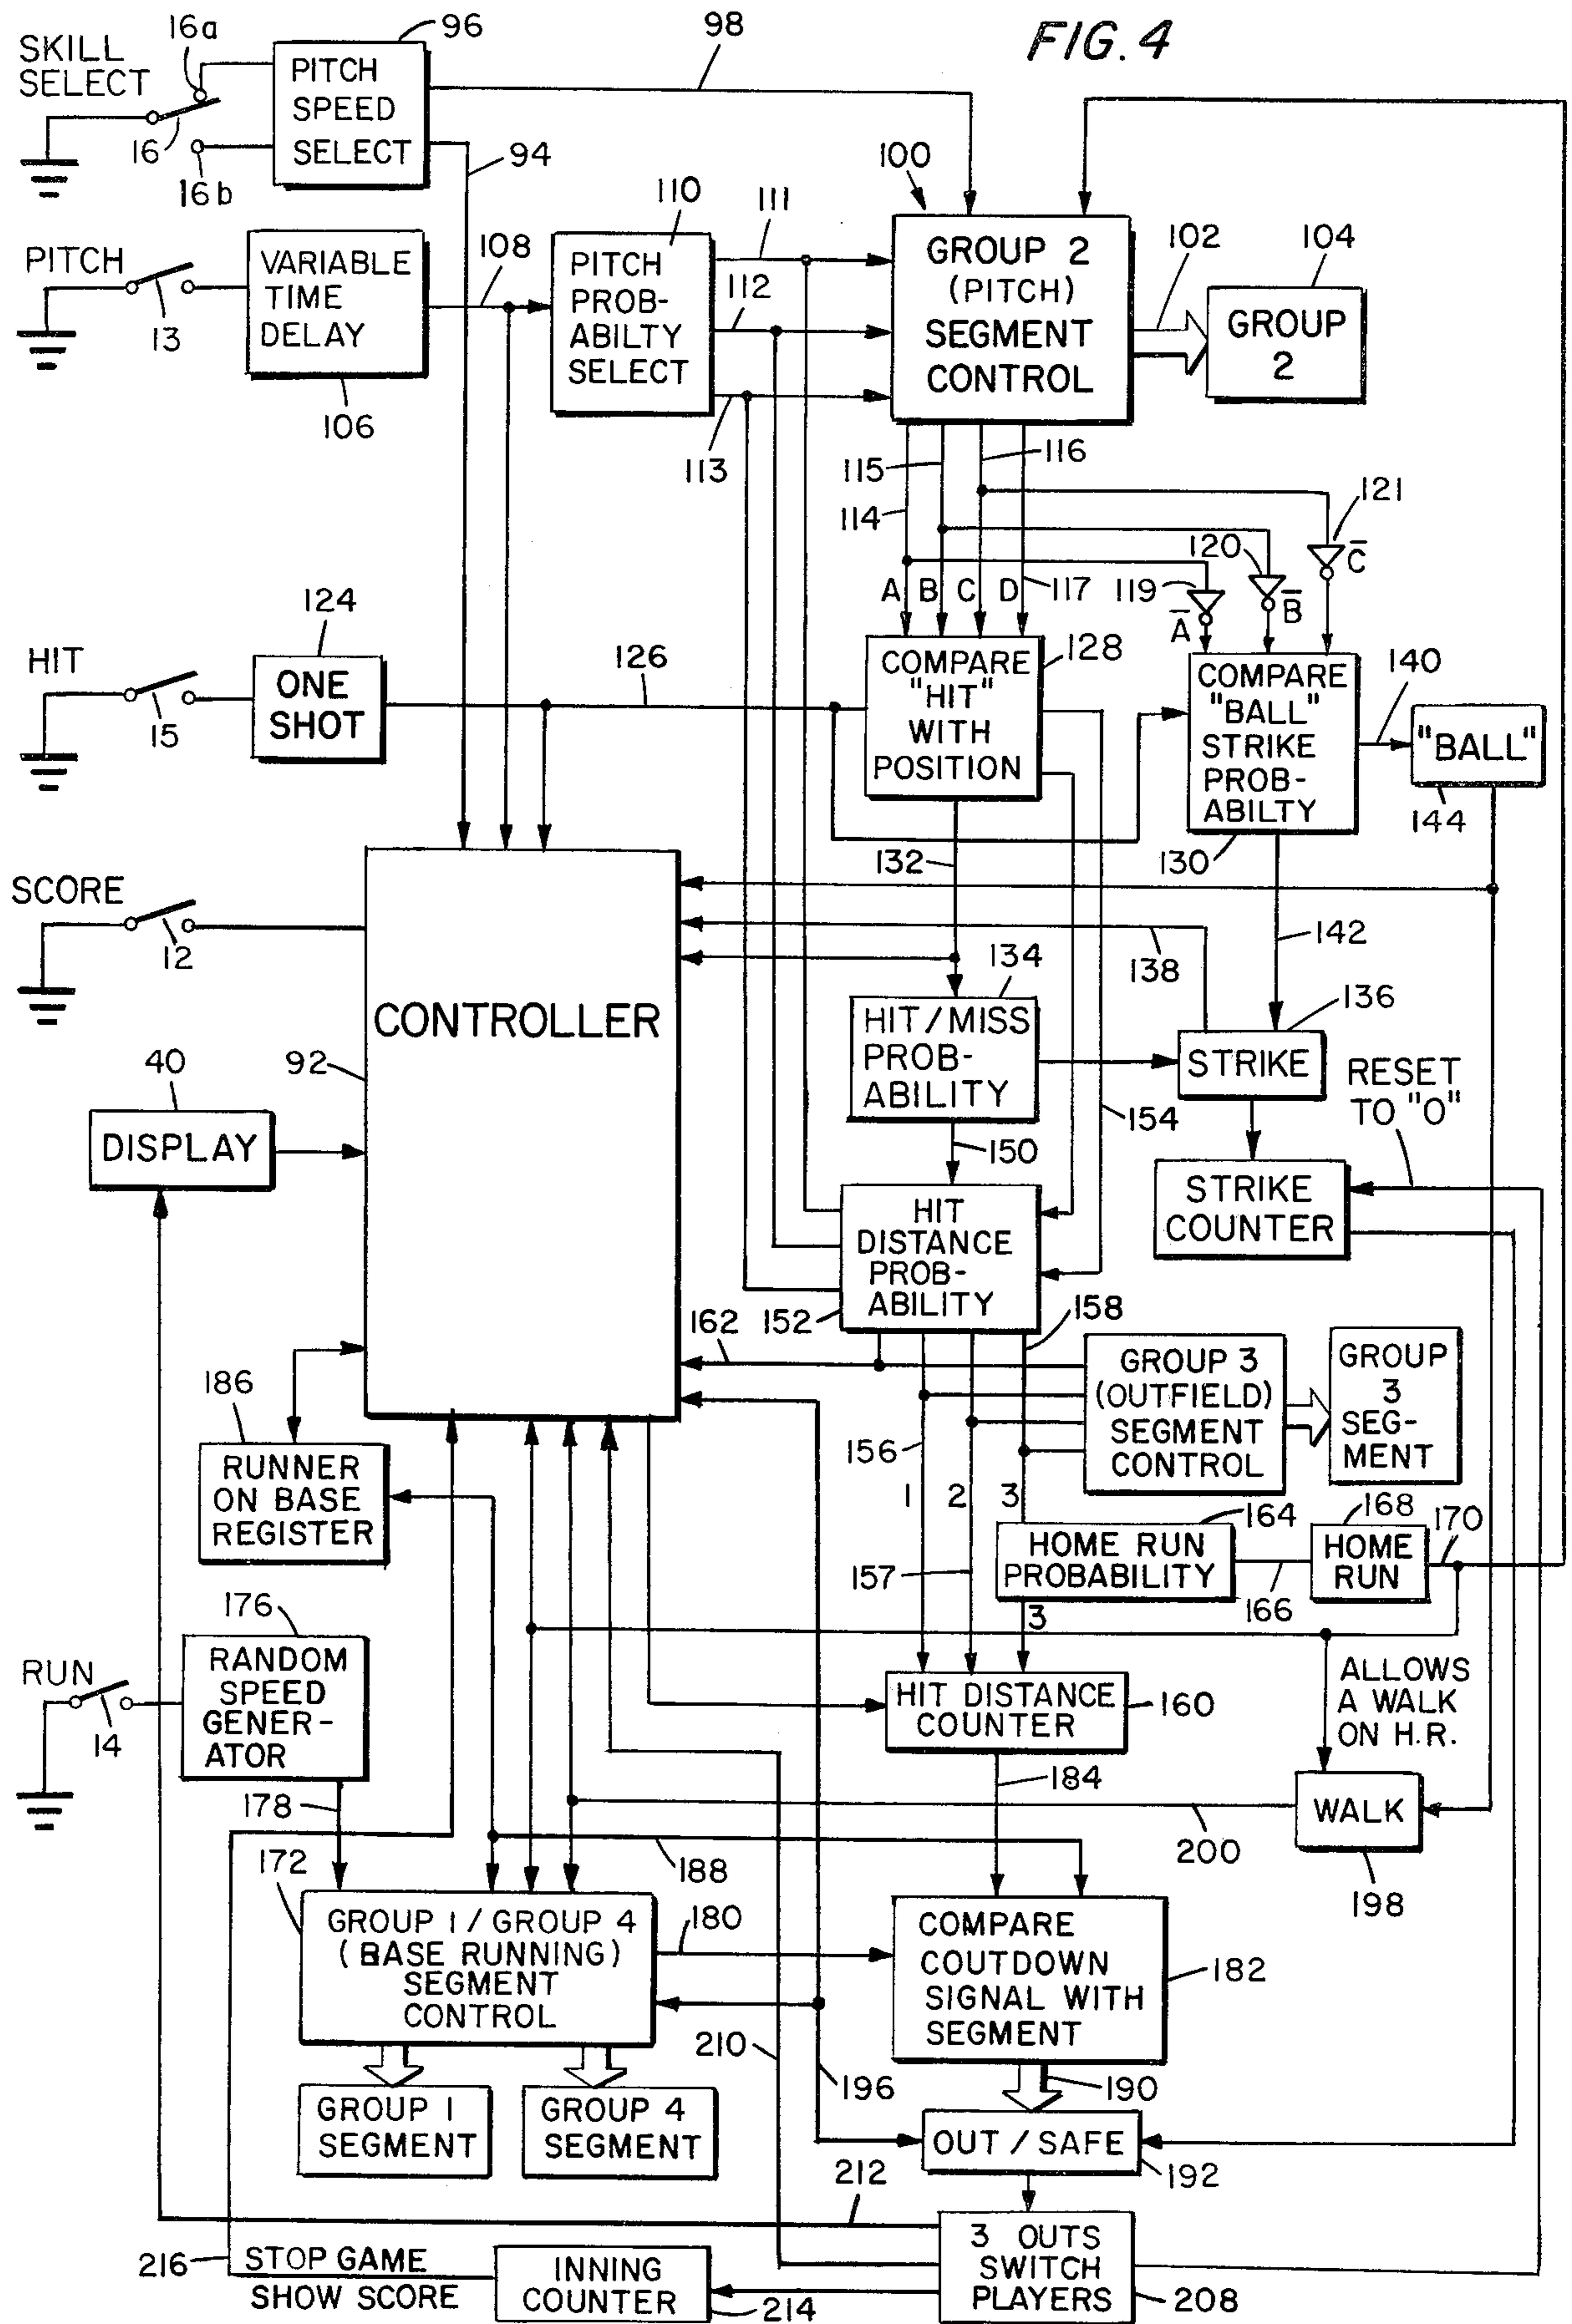 FIG. 4
SKILL
SELECT
16a
16
16b
96
PITCH
SPEED
SELECT
98
94
PITCH
13
VARIABLE
TIME
DELAY
106
108
110
PITCH
PROB-
ABILTY
SELECT
111
112
113
100
GROUP 2
(PITCH)
SEGMENT
CONTROL
102
104
GROUP
2
114
115
116
117
A B C D
119
120
121
A̅
B̅
C̅
HIT
15
124
ONE
SHOT
126
COMPARE
"HIT"
WITH
POSITION
128
COMPARE
"BALL"
STRIKE
PROB-
ABILTY
130
140
"BALL"
144
SCORE
12
CONTROLLER
92
132
138
142
134
HIT/MISS
PROB-
ABILITY
136
STRIKE
RESET
TO "0"
40
DISPLAY
150
154
STRIKE
COUNTER
HIT
DISTANCE
PROB-
ABILITY
152
158
162
GROUP 3
(OUTFIELD)
SEGMENT
CONTROL
GROUP
3
SEG-
MENT
156
1 2 3
157
186
RUNNER
ON BASE
REGISTER
164
HOME RUN
PROBABILITY
166
168
HOME
RUN
170
3
RUN
14
176
RANDOM
SPEED
GENER-
ATOR
178
HIT DISTANCE
COUNTER
160
ALLOWS
A WALK
ON H.R.
184
WALK
198
200
188
172
GROUP 1 / GROUP 4
(BASE RUNNING)
SEGMENT
CONTROL
180
COMPARE
COUTDOWN
SIGNAL WITH
SEGMENT
182
210
196
190
GROUP 1
SEGMENT
GROUP 4
SEGMENT
OUT / SAFE
192
212
3 OUTS
SWITCH
PLAYERS
208
216
STOP GAME
SHOW SCORE
INNING
COUNTER
214